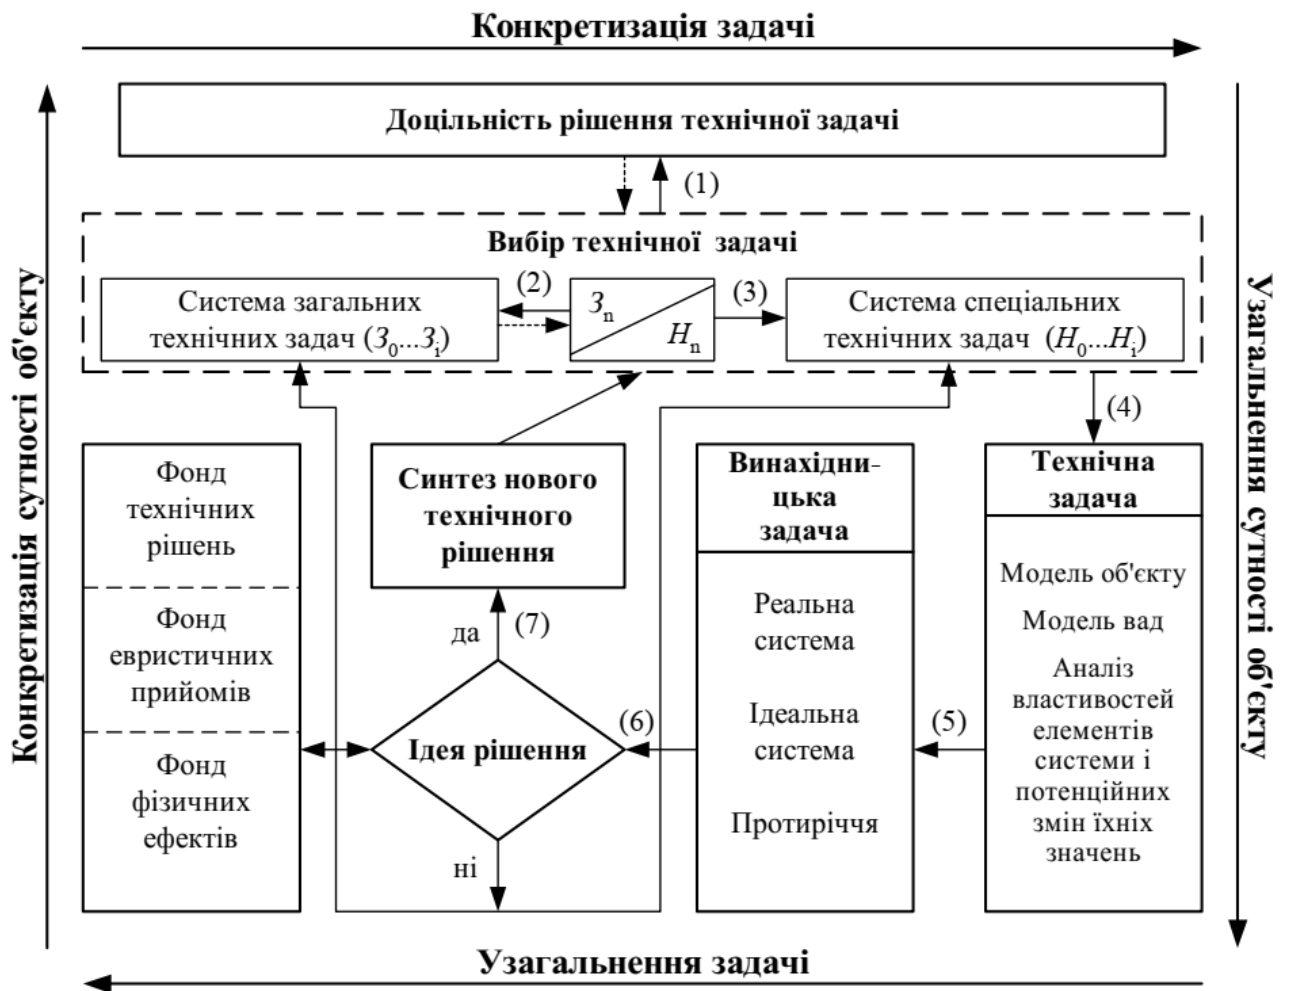 Конкретизація задачі
Доцільність рішення технічної задачі
(1)
Вибір технічної задачі
Система загальних
технічних задач (З0...Зі)
(2)
Зn
Нn
(3)
Система спеціальних
технічних задач (Н0...Ні)
(4)
Конкретизація сутності об'єкту
Узагальнення сутності об'єкту
Фонд
технічних
рішень
Фонд
евристичних
прийомів
Фонд
фізичних
ефектів
Синтез нового
технічного
рішення
да
(7)
Ідея рішення
ні
(6)
Винахідни-
цька
задача
Реальна
система
Ідеальна
система
Протиріччя
(5)
Технічна
задача
Модель об'єкту
Модель вад
Аналіз
властивостей
елементів
системи і
потенційних
змін їхніх
значень
Узагальнення задачі